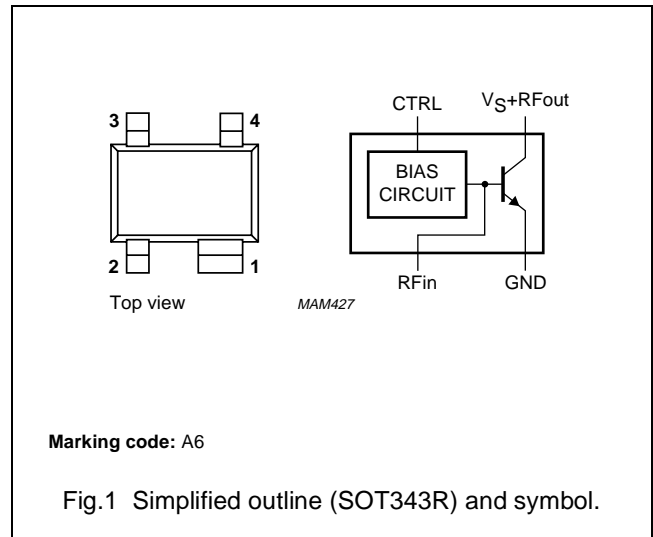 3
4
2
1
Top view
CTRL
VS+RFout
BIAS
CIRCUIT
RFin
GND
MAM427
Marking code: A6
Fig.1 Simplified outline (SOT343R) and symbol.